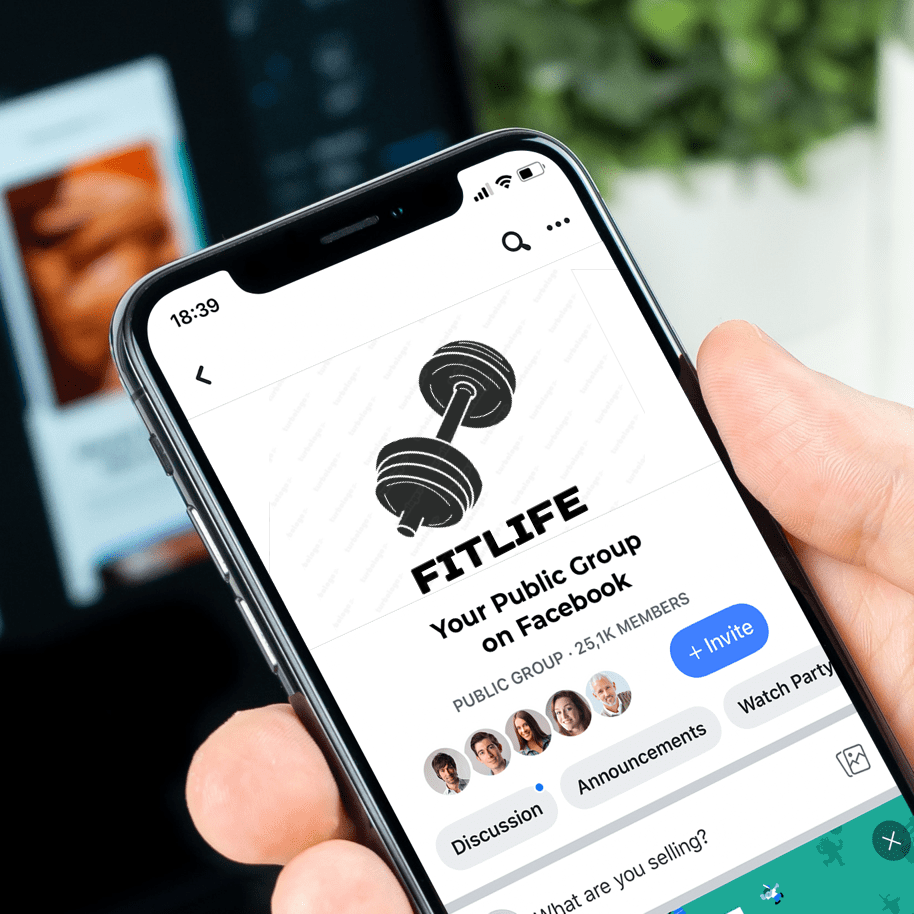 18:39
FITLIFE
Your Public Group
on Facebook
PUBLIC GROUP · 25,1K MEMBERS
+ Invite
Discussion
Announcements
Watch Party
What are you selling?